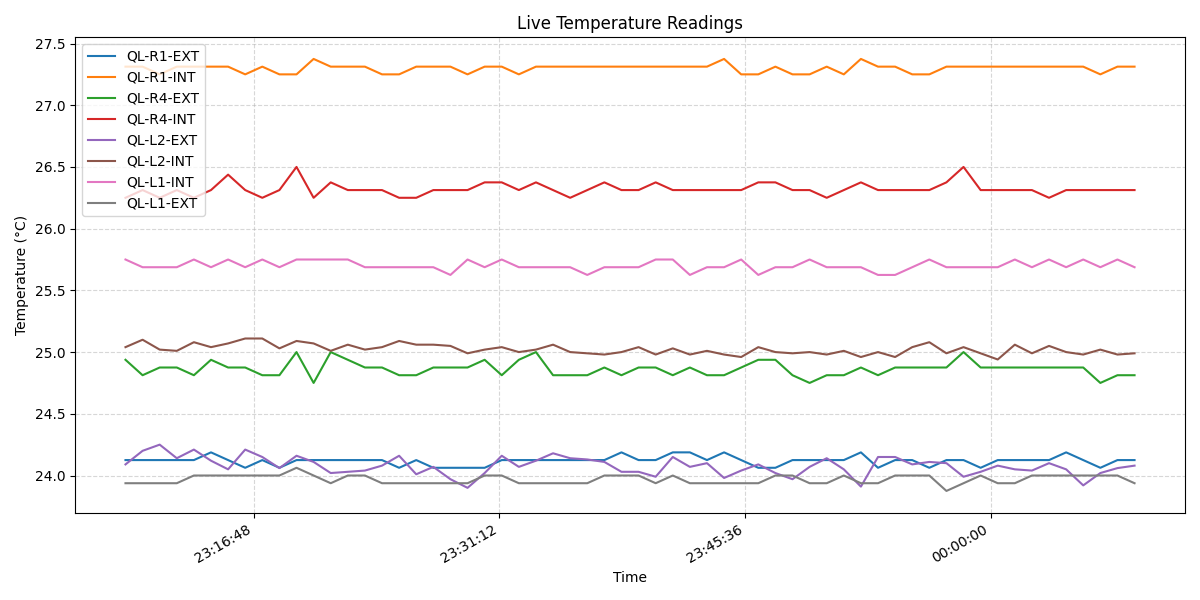 Live Temperature Readings
27.5
27.0
26.5
26.0
25.5
25.0
24.5
24.0
Temperature (°C)
QL-R1-EXT
QL-R1-INT
QL-R4-EXT
QL-R4-INT
QL-L2-EXT
QL-L2-INT
QL-L1-INT
QL-L1-EXT
23:16:48
23:31:12
23:45:36
00:00:00
Time